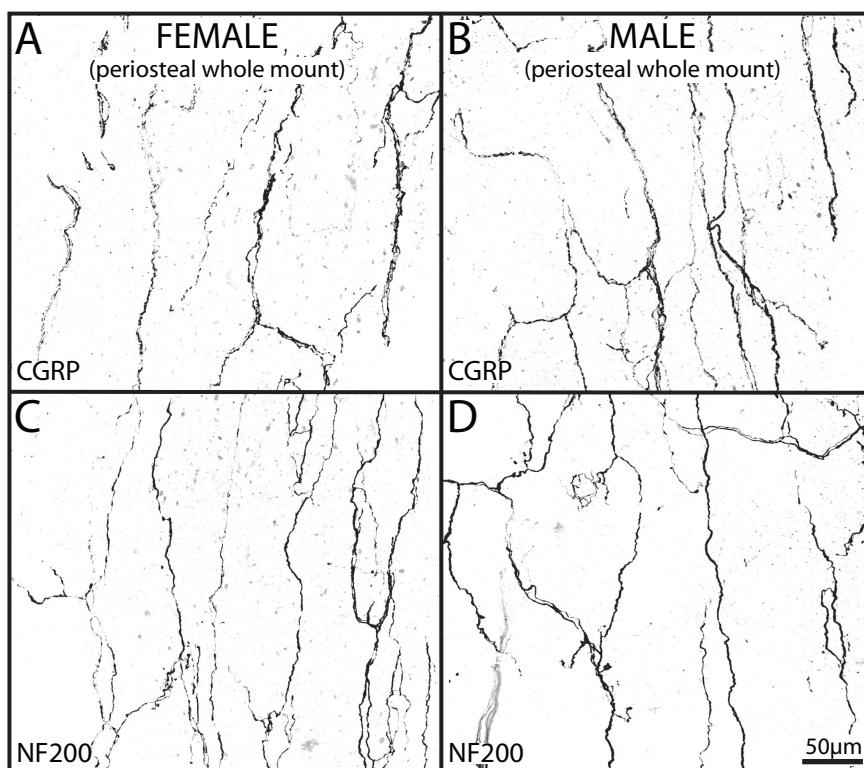 A
FEMALE
(periosteal whole mount)
CGRP
B
MALE
(periosteal whole mount)
CGRP
C
NF200
D
NF200
50µm